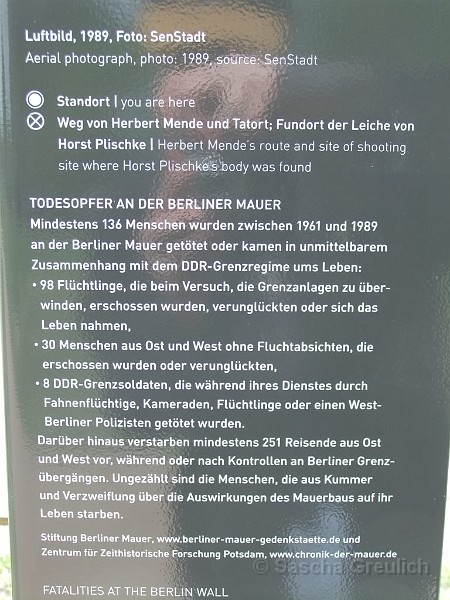 Luftbild, 1989, Foto: SenStadt
Aerial photograph, photo: 1989, source: SenStadt
Standort | you are here
Weg von Herbert Mende und Tatort; Fundort der Leiche von
Horst Plischke | Herbert Mende's route and site of shooting
site where Horst Plischke's body was found
TODESOPFER AN DER BERLINER MAUER
Mindestens 136 Menschen wurden zwischen 1961 und 1989
an der Berliner Mauer getötet oder kamen in unmittelbarem
Zusammenhang mit dem DDR-Grenzregime ums Leben:
• 98 Flüchtlinge, die beim Versuch, die Grenzanlagen zu über-
winden, erschossen wurden, verunglückten oder sich das
Leben nahmen,
• 30 Menschen aus Ost und West ohne Fluchtabsichten, die
erschossen wurden oder verunglückten,
• 8 DDR-Grenzsoldaten, die während ihres Dienstes durch
Fahnenflüchtige, Kameraden, Flüchtlinge oder einen West-
Berliner Polizisten getötet wurden.
Darüber hinaus verstarben mindestens 251 Reisende aus Ost
und West vor, während oder nach Kontrollen an Berliner Grenz-
übergängen. Ungezählt sind die Menschen, die aus Kummer
und Verzweiflung über die Auswirkungen des Mauerbaus auf ihr
Leben starben.
Stiftung Berliner Mauer, www.berliner-mauer-gedenkstaette.de und
Zentrum für Zeithistorische Forschung Potsdam, www.chronik-der-mauer.de
© Sascha Greulich
FATALITIES AT THE BERLIN WALL